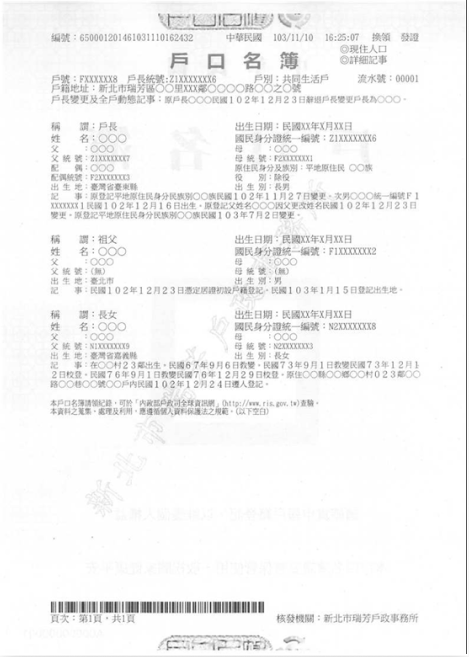 編號：65000120146103111016243​2　中華民國 103/11/10 16:25:07 換領 發證
戶口名簿
◎現住人口
◎詳細記事
戶號：FXXXXXX8　戶長統號：Z1XXXXXXX6　戶別：共同生活戶　流水號：00001
戶籍地址：新北市瑞芳區○○里XXX鄰○○○○路○○之○號
戶長變更及全戶動態記事：原戶長○○○民國102年12月23日辭組戶長變更戶長為○○○．
稱　謂：戶長　出生日期：民國XX年X月XX日
姓　名：○○○　國民身分證統一編號：Z1XXXXXXX6
父　：○○○　母　：○○○
父 統 號：Z1XXXXXXX7　母 統 號：F2XXXXXXX1
配　偶：○○○　原住民身分及族別：平地原住民 ○○族
配偶統號：F2XXXXXXX3　役　別：除役
出 生 地：臺灣省臺東縣　出 生 別：長男
記　事：原登記平地原住民身分民族別○○族民國102年11月27日變更．次男○○○統一編號F1
XXXXXXX1民國102年12月16日出生．原登記父姓名○○○因父更改姓名民國102年12月23日
變更．原登記平地原住民身分民族別○○族民國103年7月2日變更．
稱　謂：祖父　出生日期：民國XX年X月XX日
姓　名：○○○　國民身分證統一編號：F1XXXXXXX2
父　：○○○　母　：○○○
父 統 號：(無)　母 統 號：(無)
出 生 地：臺北市　出 生 別：男
記　事：民國102年12月23日憑定居證初設戶籍登記．民國103年1月15日登記出生地．
稱　謂：長女　出生日期：民國XX年X月XX日
姓　名：○○○　國民身分證統一編號：N2XXXXXXX8
父　：○○○　母　：○○○
父 統 號：N1XXXXXXX9　母 統 號：N2XXXXXXX3
出 生 地：臺灣省嘉義縣　出 生 別：長女
記　事：在○○村23鄰出生．民國67年9月6日救變．民國73年9月1日救變民國73年12月1
2日校登．民國76年9月1日救變民國76年12月29日校登．原住○○縣○○鄉○○村023鄰○○
路○○巷○○號○○○戶內民國102年12月24日遷入登記．
本戶口名簿請領紀錄，可於「內政部戶政司全球資訊網」(http://www.ris.gov.tw)查驗．
本資料之蒐集、處理及利用，應遵循個人資料保護法之規範．(以下空白)
頁次：第1頁，共1頁　核發機關：新北市瑞芳戶政事務所